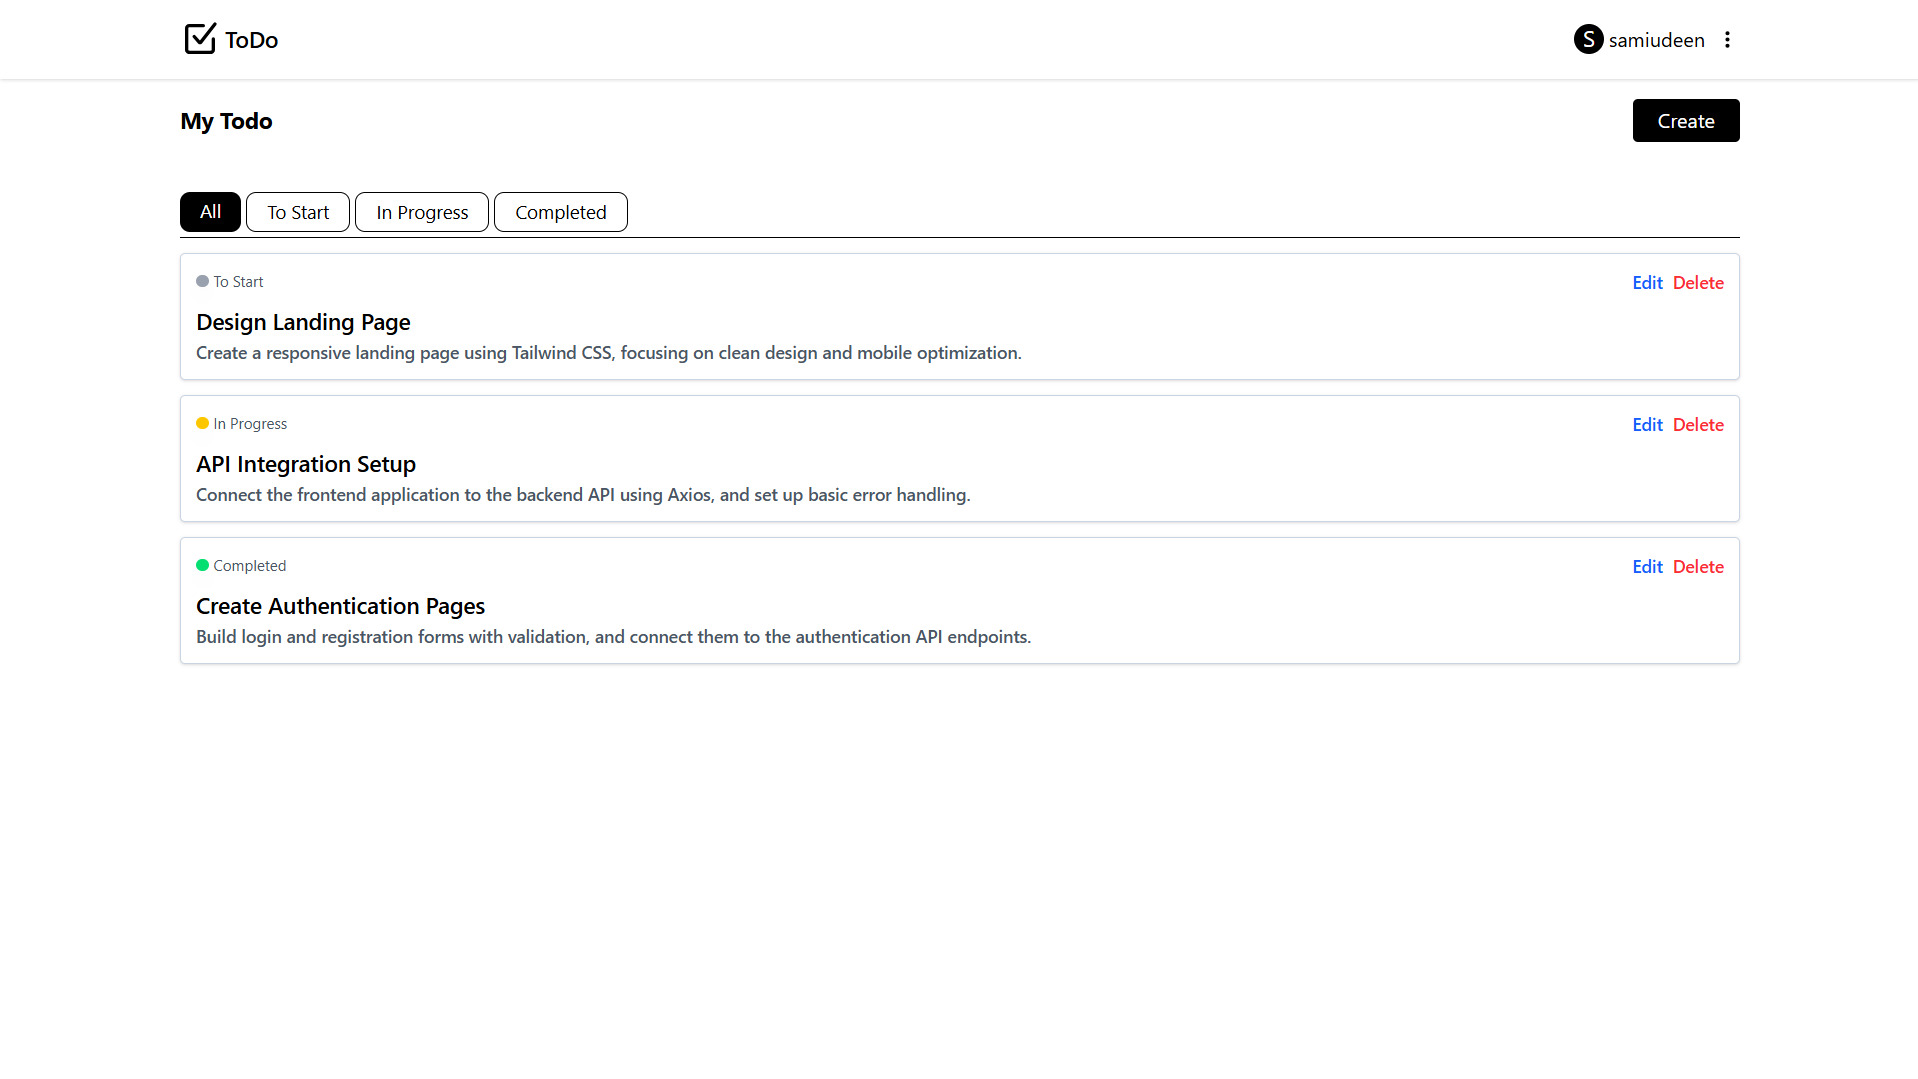 ToDo
S samiudeen
My Todo
Create
All To Start In Progress Completed
To Start
Edit Delete
Design Landing Page
Create a responsive landing page using Tailwind CSS, focusing on clean design and mobile optimization.
In Progress
Edit Delete
API Integration Setup
Connect the frontend application to the backend API using Axios, and set up basic error handling.
Completed
Edit Delete
Create Authentication Pages
Build login and registration forms with validation, and connect them to the authentication API endpoints.